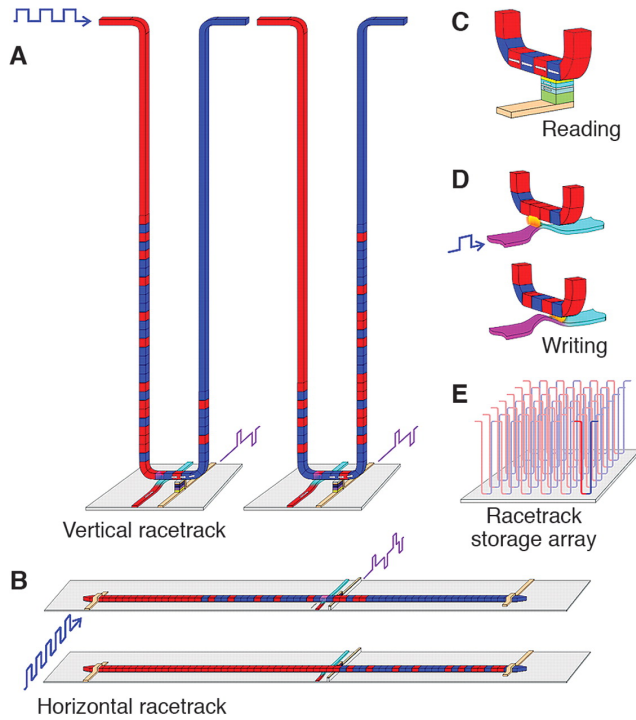 A
Vertical racetrack
B
Horizontal racetrack
C
Reading
D
Writing
E
Racetrack
storage array